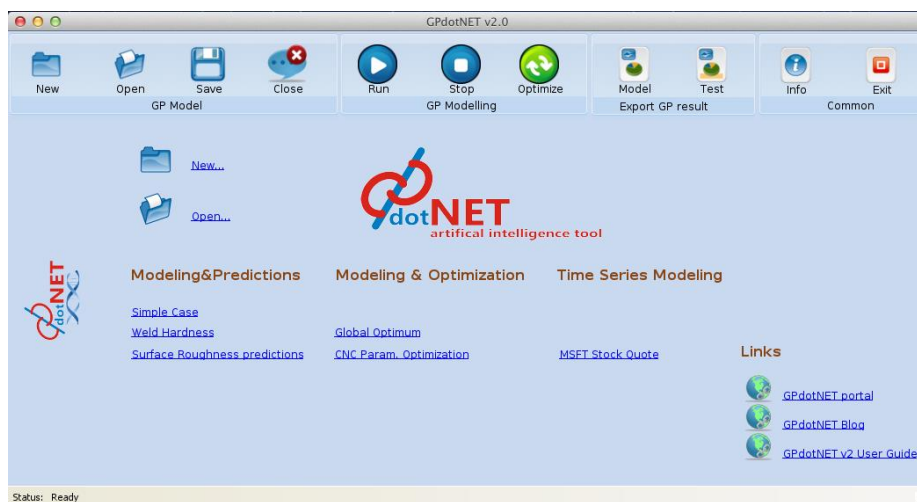 GPdotNET v2.0
New
Open
Save
Close
Run
Stop
Optimize
Model
Test
Info
Exit
GP Model
GP Modelling
Export GP result
Common
New...
Open...
dotNET
artifical intelligence tool
dotNET
Modeling&Predictions
Modeling & Optimization
Time Series Modeling
Simple Case
Weld Hardness
Global Optimum
Surface Roughness predictions
CNC Param. Optimization
MSFT Stock Quote
Links
GPdotNET portal
GPdotNET Blog
GPdotNET v2 User Guide
Status: Ready